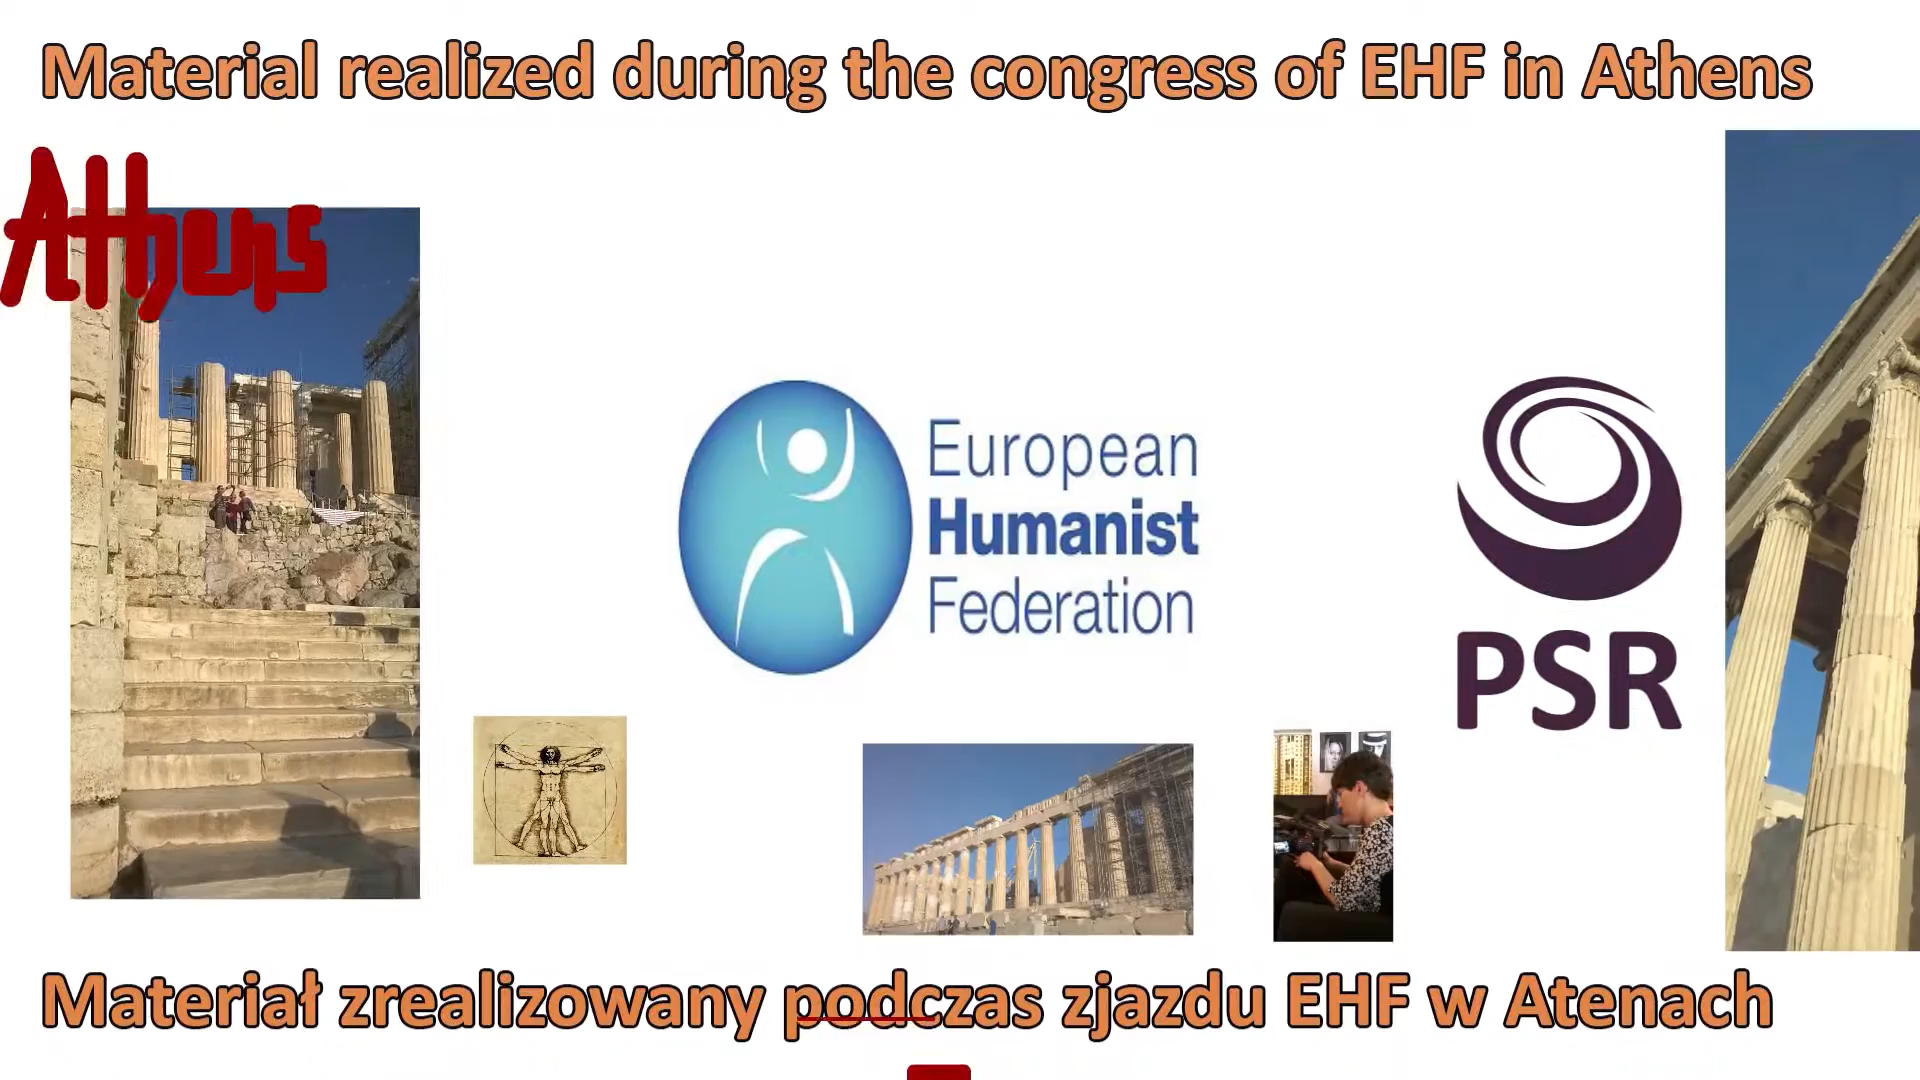 Material realized during the congress of EHF in Athens
Athens
European
Humanist
Federation
PSR
Materiał zrealizowany podczas zjazdu EHF w Atenach